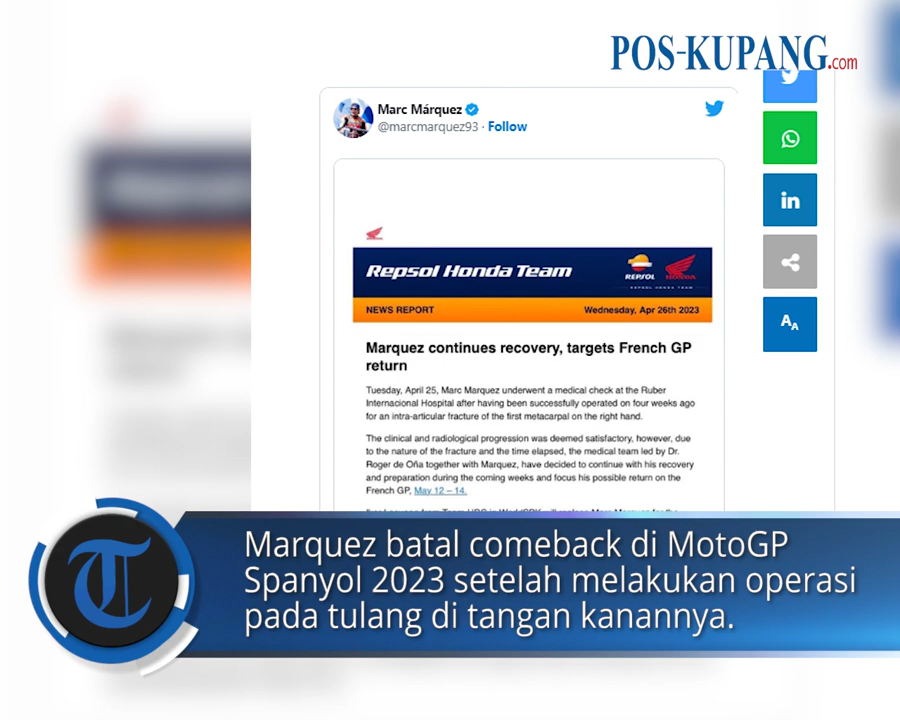 POS-KUPANG.com
Marc Márquez
@marcmarquez93 · Follow
Repsol Honda Team
REPSOL
HONDA
REPSOL HONDA TEAM
NEWS REPORT
Wednesday, Apr 26th 2023
Marquez continues recovery, targets French GP
return
Tuesday, April 25, Marc Marquez underwent a medical check at the Ruber
Internacional Hospital after having been successfully operated on four weeks ago
for an intra-articular fracture of the first metacarpal on the right hand.
The clinical and radiological progression was deemed satisfactory, however, due
to the nature of the fracture and the time elapsed, the medical team led by Dr.
Roger de Oña together with Marquez, have decided to continue with his recovery
and preparation during the coming weeks and focus his possible return on the
French GP, May 12 – 14.
in
AA
T
Marquez batal comeback di MotoGP
Spanyol 2023 setelah melakukan operasi
pada tulang di tangan kanannya.